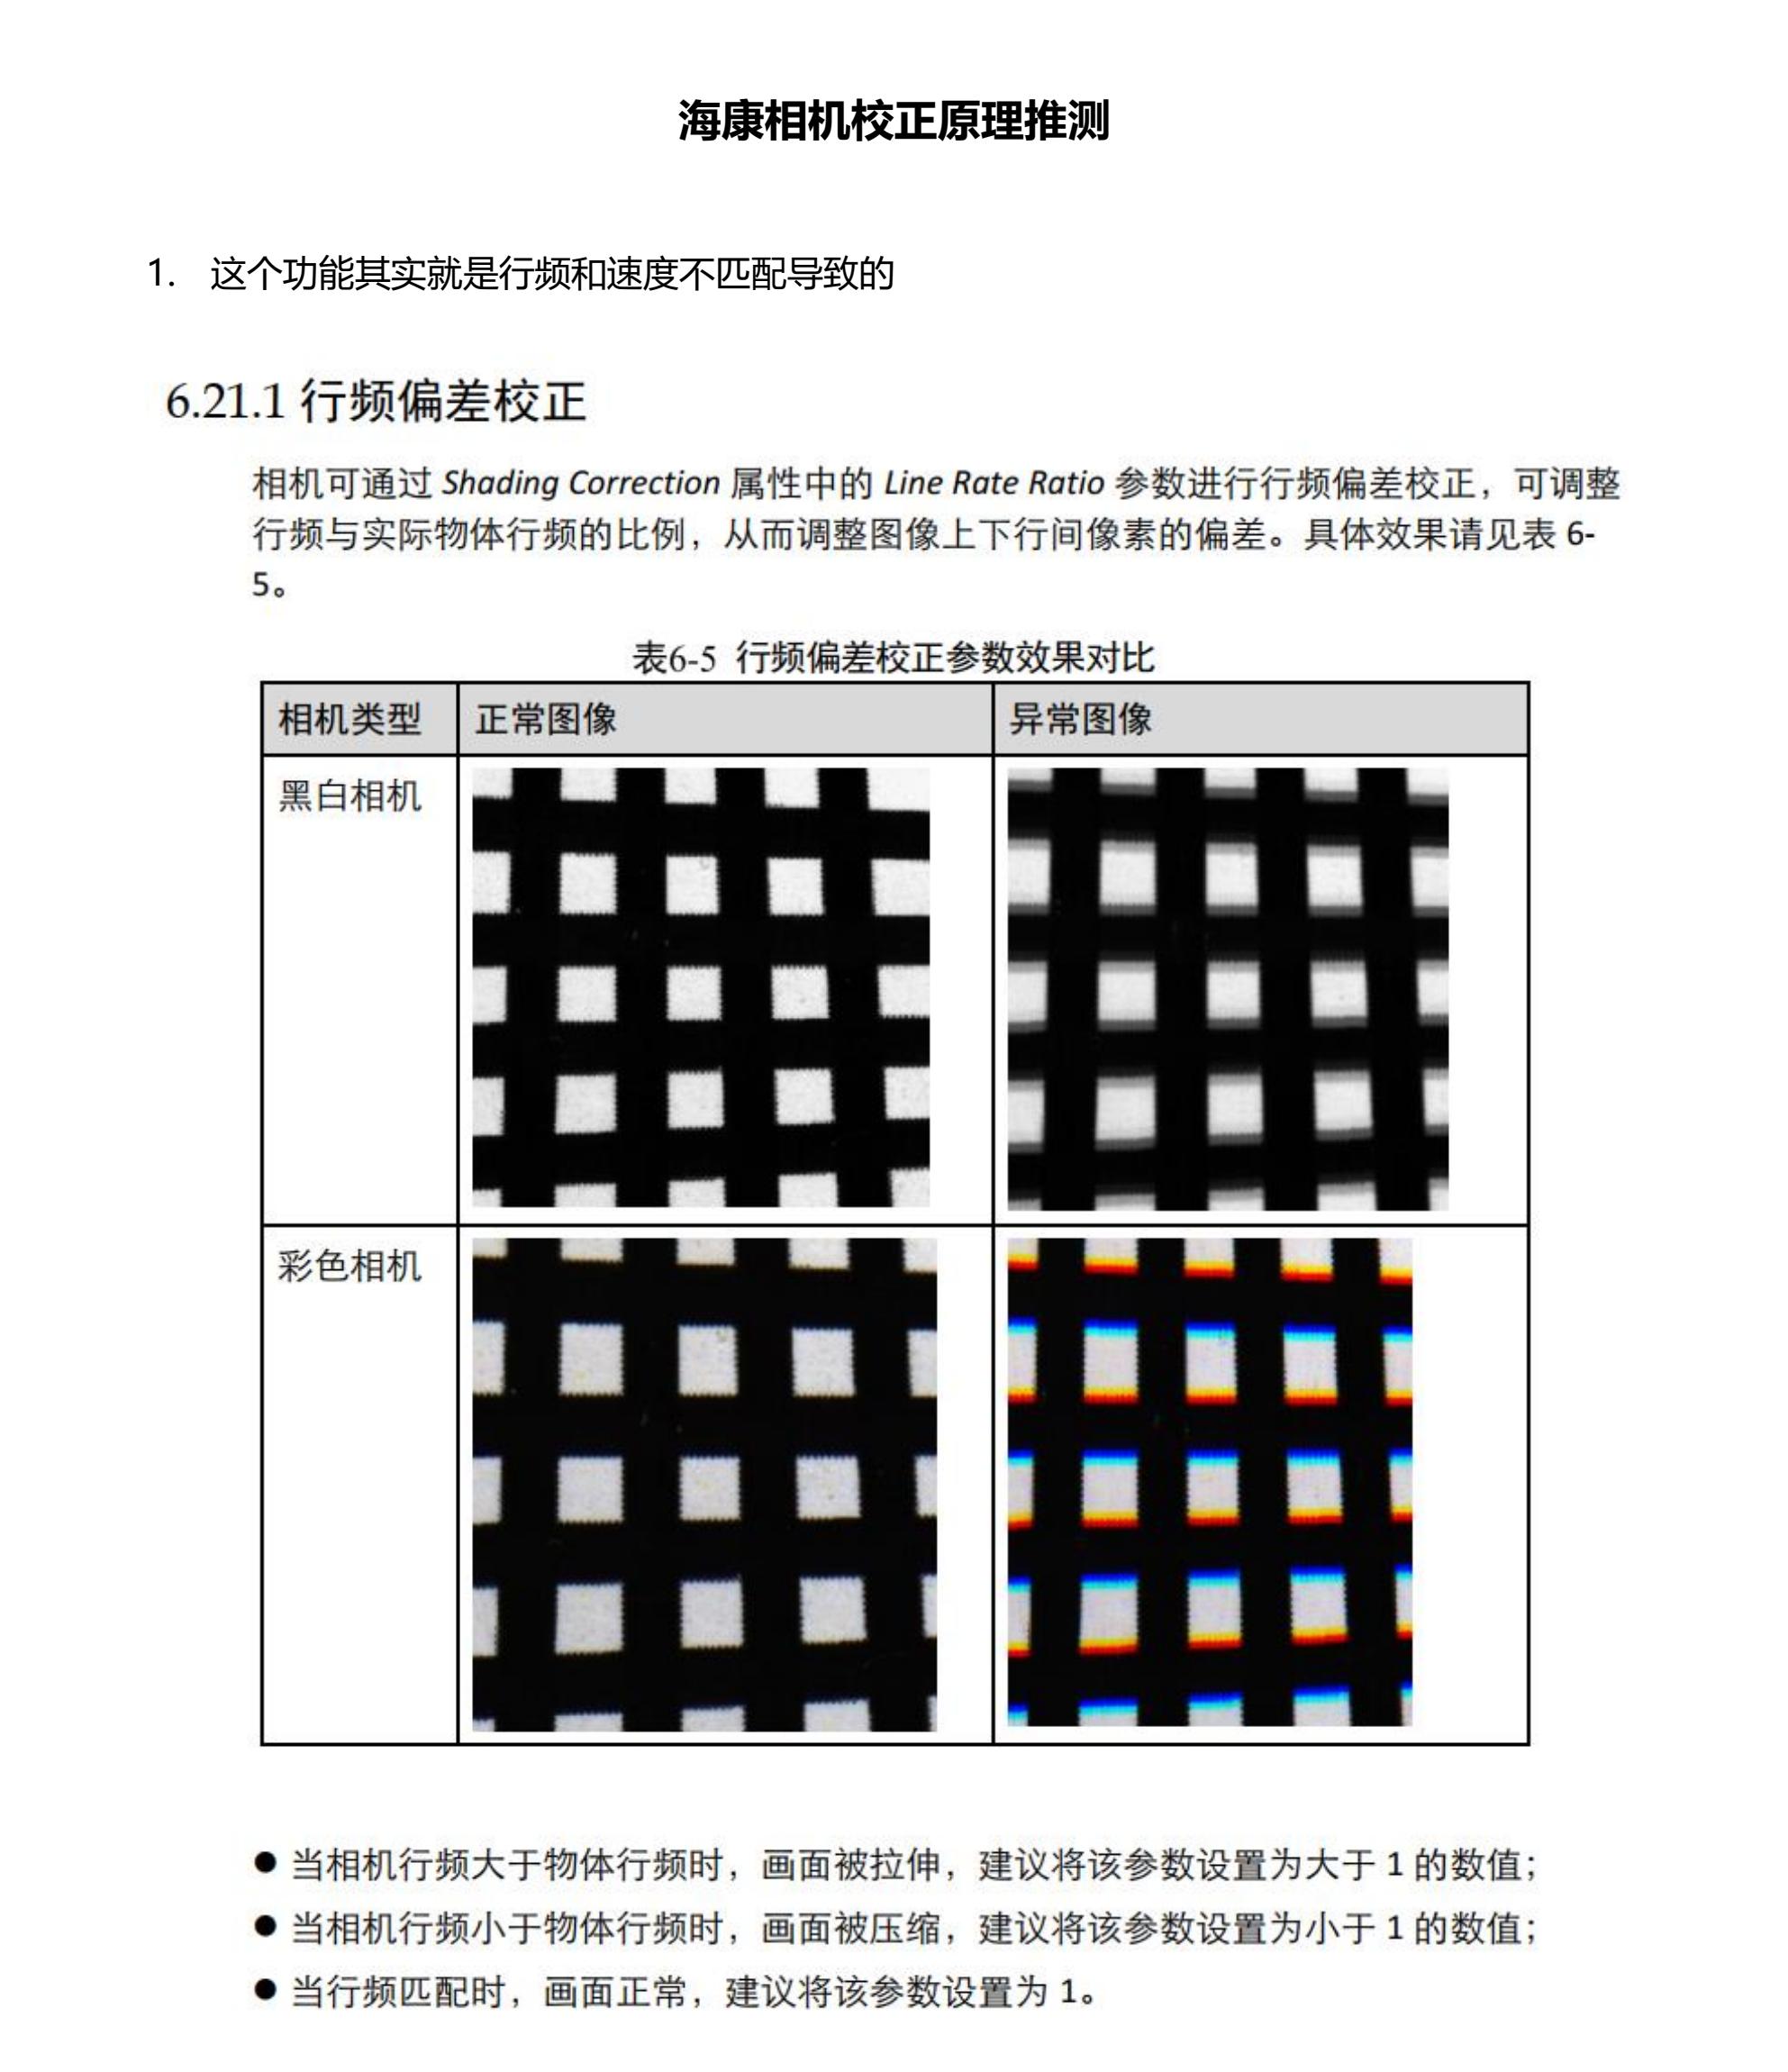 海康相机校正原理推测
1. 这个功能其实就是行频和速度不匹配导致的
6.21.1 行频偏差校正
相机可通过 Shading Correction 属性中的 Line Rate Ratio 参数进行行频偏差校正，可调整
行频与实际物体行频的比例，从而调整图像上下行间像素的偏差。具体效果请见表 6-
5。
表6-5 行频偏差校正参数效果对比
相机类型 正常图像 异常图像
黑白相机
彩色相机
● 当相机行频大于物体行频时，画面被拉伸，建议将该参数设置为大于 1 的数值；
● 当相机行频小于物体行频时，画面被压缩，建议将该参数设置为小于 1 的数值；
● 当行频匹配时，画面正常，建议将该参数设置为 1。